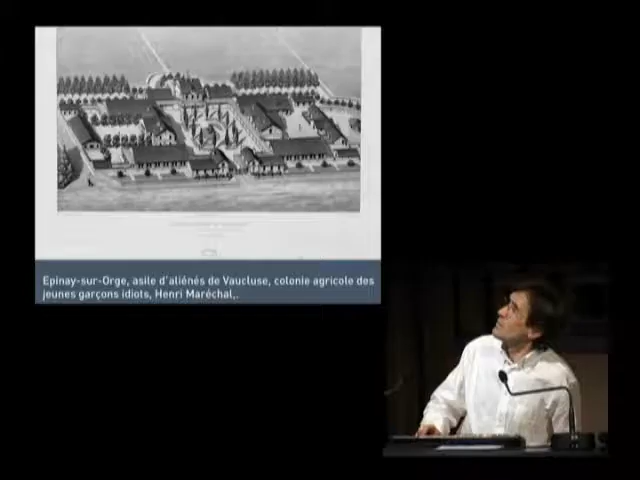 Epinay-sur-Orge, asile d'aliénés de Vaucluse, colonie agricole des
jeunes garçons idiots, Henri Maréchal,.